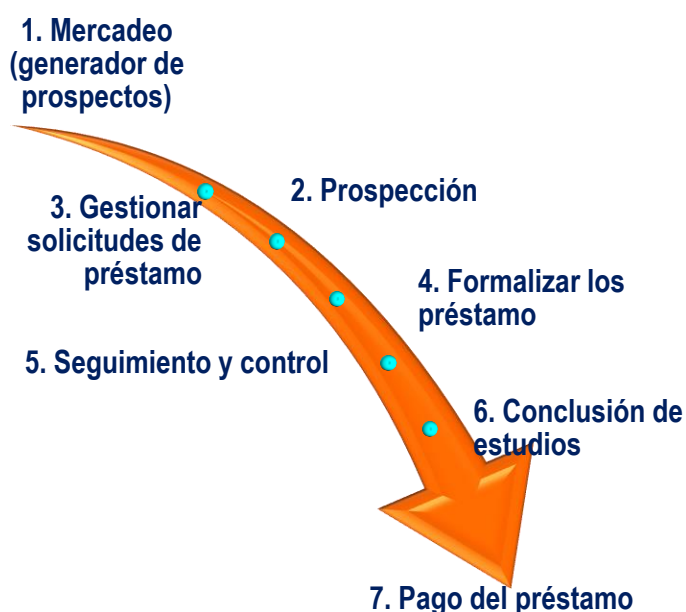 1. Mercadeo
(generador de
prospectos)
2. Prospección
3. Gestionar
solicitudes de
préstamo
4. Formalizar los
préstamo
5. Seguimiento y control
6. Conclusión de
estudios
7. Pago del préstamo